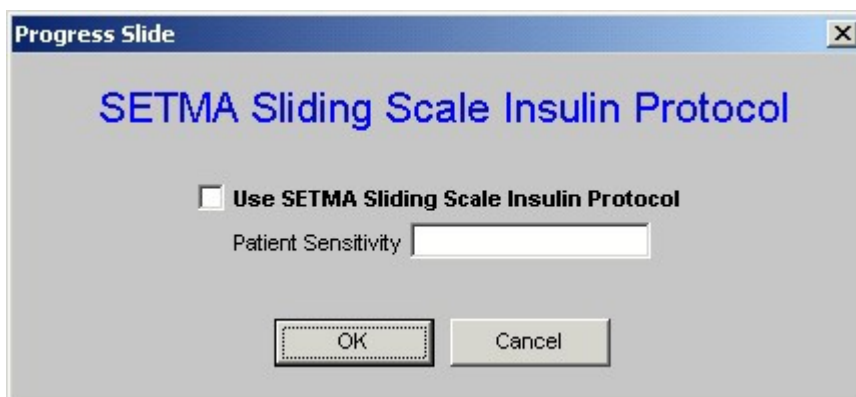 Progress Slide
SETMA Sliding Scale Insulin Protocol
Use SETMA Sliding Scale Insulin Protocol
Patient Sensitivity
OK Cancel